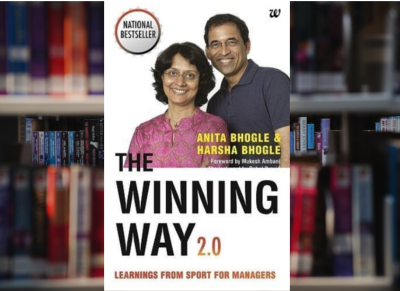 W
NATIONAL
BESTSELLER
ANITA BHOGLE &
HARSHA BHOGLE
Foreword by Mukesh Ambani
THE
WINNING
WAY 2.0
LEARNINGS FROM SPORT FOR MANAGERS